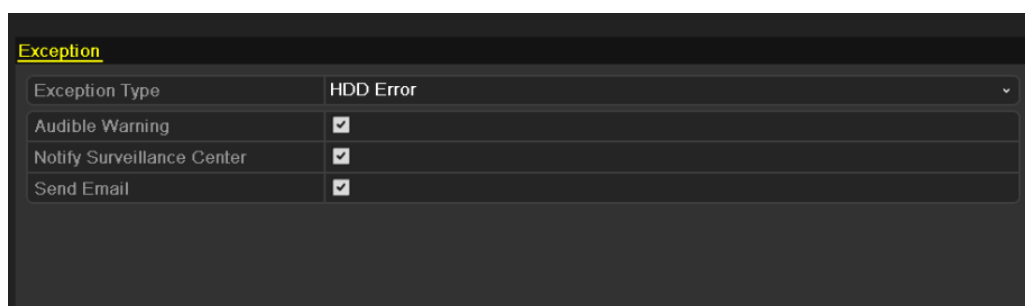 Exception
Exception Type HDD Error
Audible Warning
Notify Surveillance Center
Send Email